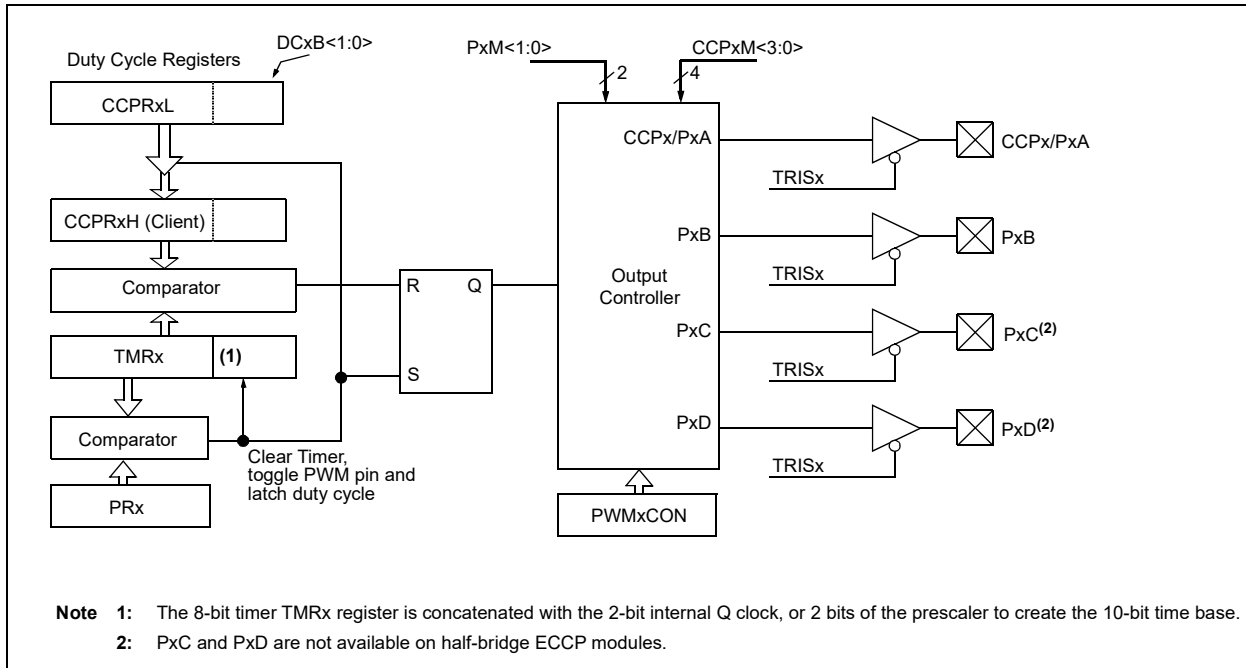 DCxB<1:0>
Duty Cycle Registers
CCPRxL
CCPRxH (Client)
Comparator
TMRx (1)
Comparator
PRx
Clear Timer,
toggle PWM pin and
latch duty cycle
R Q
S
PxM<1:0>
2
CCPxM<3:0>
4
Output
Controller
CCPx/PxA
PxB
PxC
PxD
PWMxCON
TRISx
CCPx/PxA
TRISx
PxB
TRISx
PxC(2)
TRISx
PxD(2)
Note 1: The 8-bit timer TMRx register is concatenated with the 2-bit internal Q clock, or 2 bits of the prescaler to create the 10-bit time base.
2: PxC and PxD are not available on half-bridge ECCP modules.